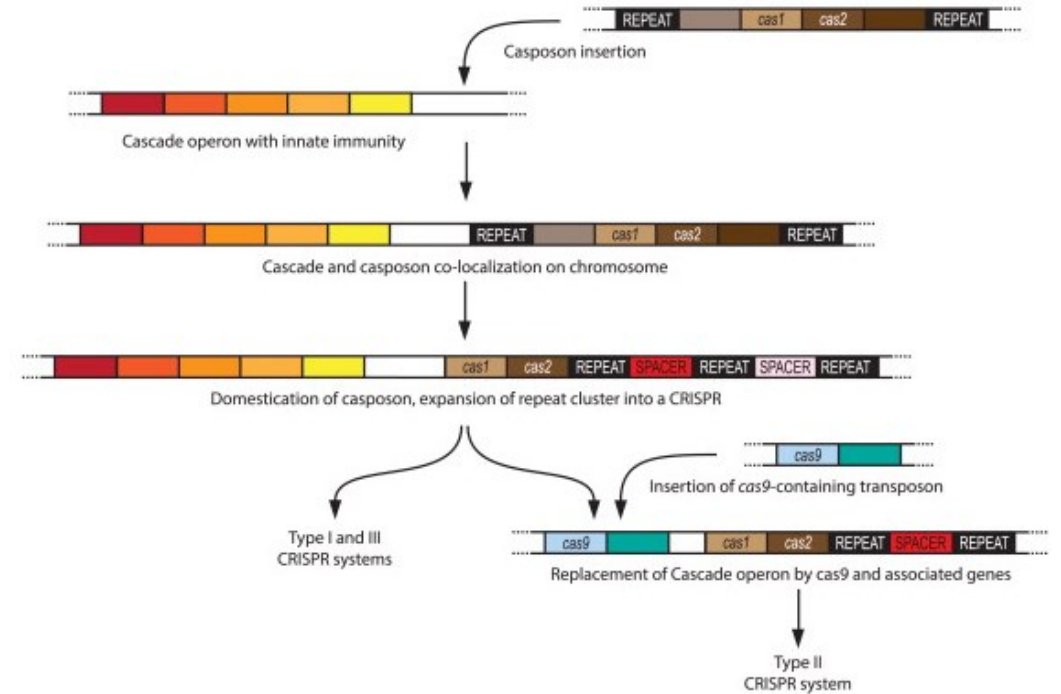 REPEAT cas1 cas2 REPEAT
Casposon insertion
Cascade operon with innate immunity
REPEAT cas1 cas2 REPEAT
Cascade and casposon co-localization on chromosome
cas1 cas2 REPEAT SPACER REPEAT SPACER REPEAT
Domestication of casposon, expansion of repeat cluster into a CRISPR
cas9
Insertion of cas9-containing transposon
Type I and III
CRISPR systems
cas9 cas1 cas2 REPEAT SPACER REPEAT
Replacement of Cascade operon by cas9 and associated genes
Type II
CRISPR system